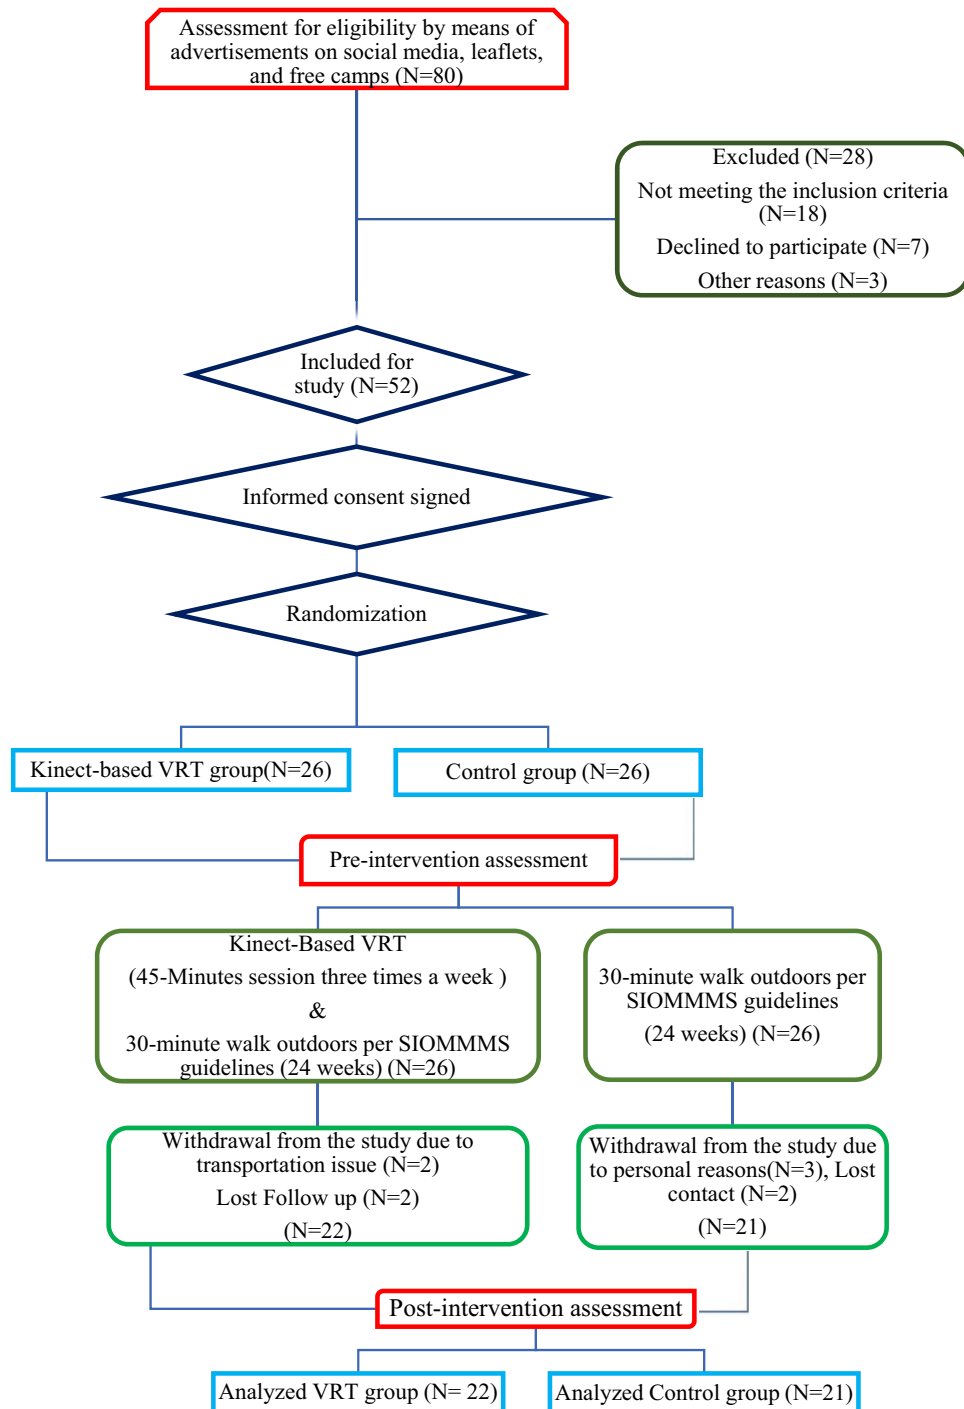 Assessment for eligibility by means of
advertisements on social media, leaflets,
and free camps (N=80)
Excluded (N=28)
Not meeting the inclusion criteria
(N=18)
Declined to participate (N=7)
Other reasons (N=3)
Included for
study (N=52)
Informed consent signed
Randomization
Kinect-based VRT group(N=26)
Control group (N=26)
Pre-intervention assessment
Kinect-Based VRT
(45-Minutes session three times a week )
&
30-minute walk outdoors per SIOMMMS
guidelines (24 weeks) (N=26)
30-minute walk outdoors per
SIOMMMS guidelines
(24 weeks) (N=26)
Withdrawal from the study due to
transportation issue (N=2)
Lost Follow up (N=2)
(N=22)
Withdrawal from the study due
to personal reasons(N=3), Lost
contact (N=2)
(N=21)
Post-intervention assessment
Analyzed VRT group (N= 22)
Analyzed Control group (N=21)